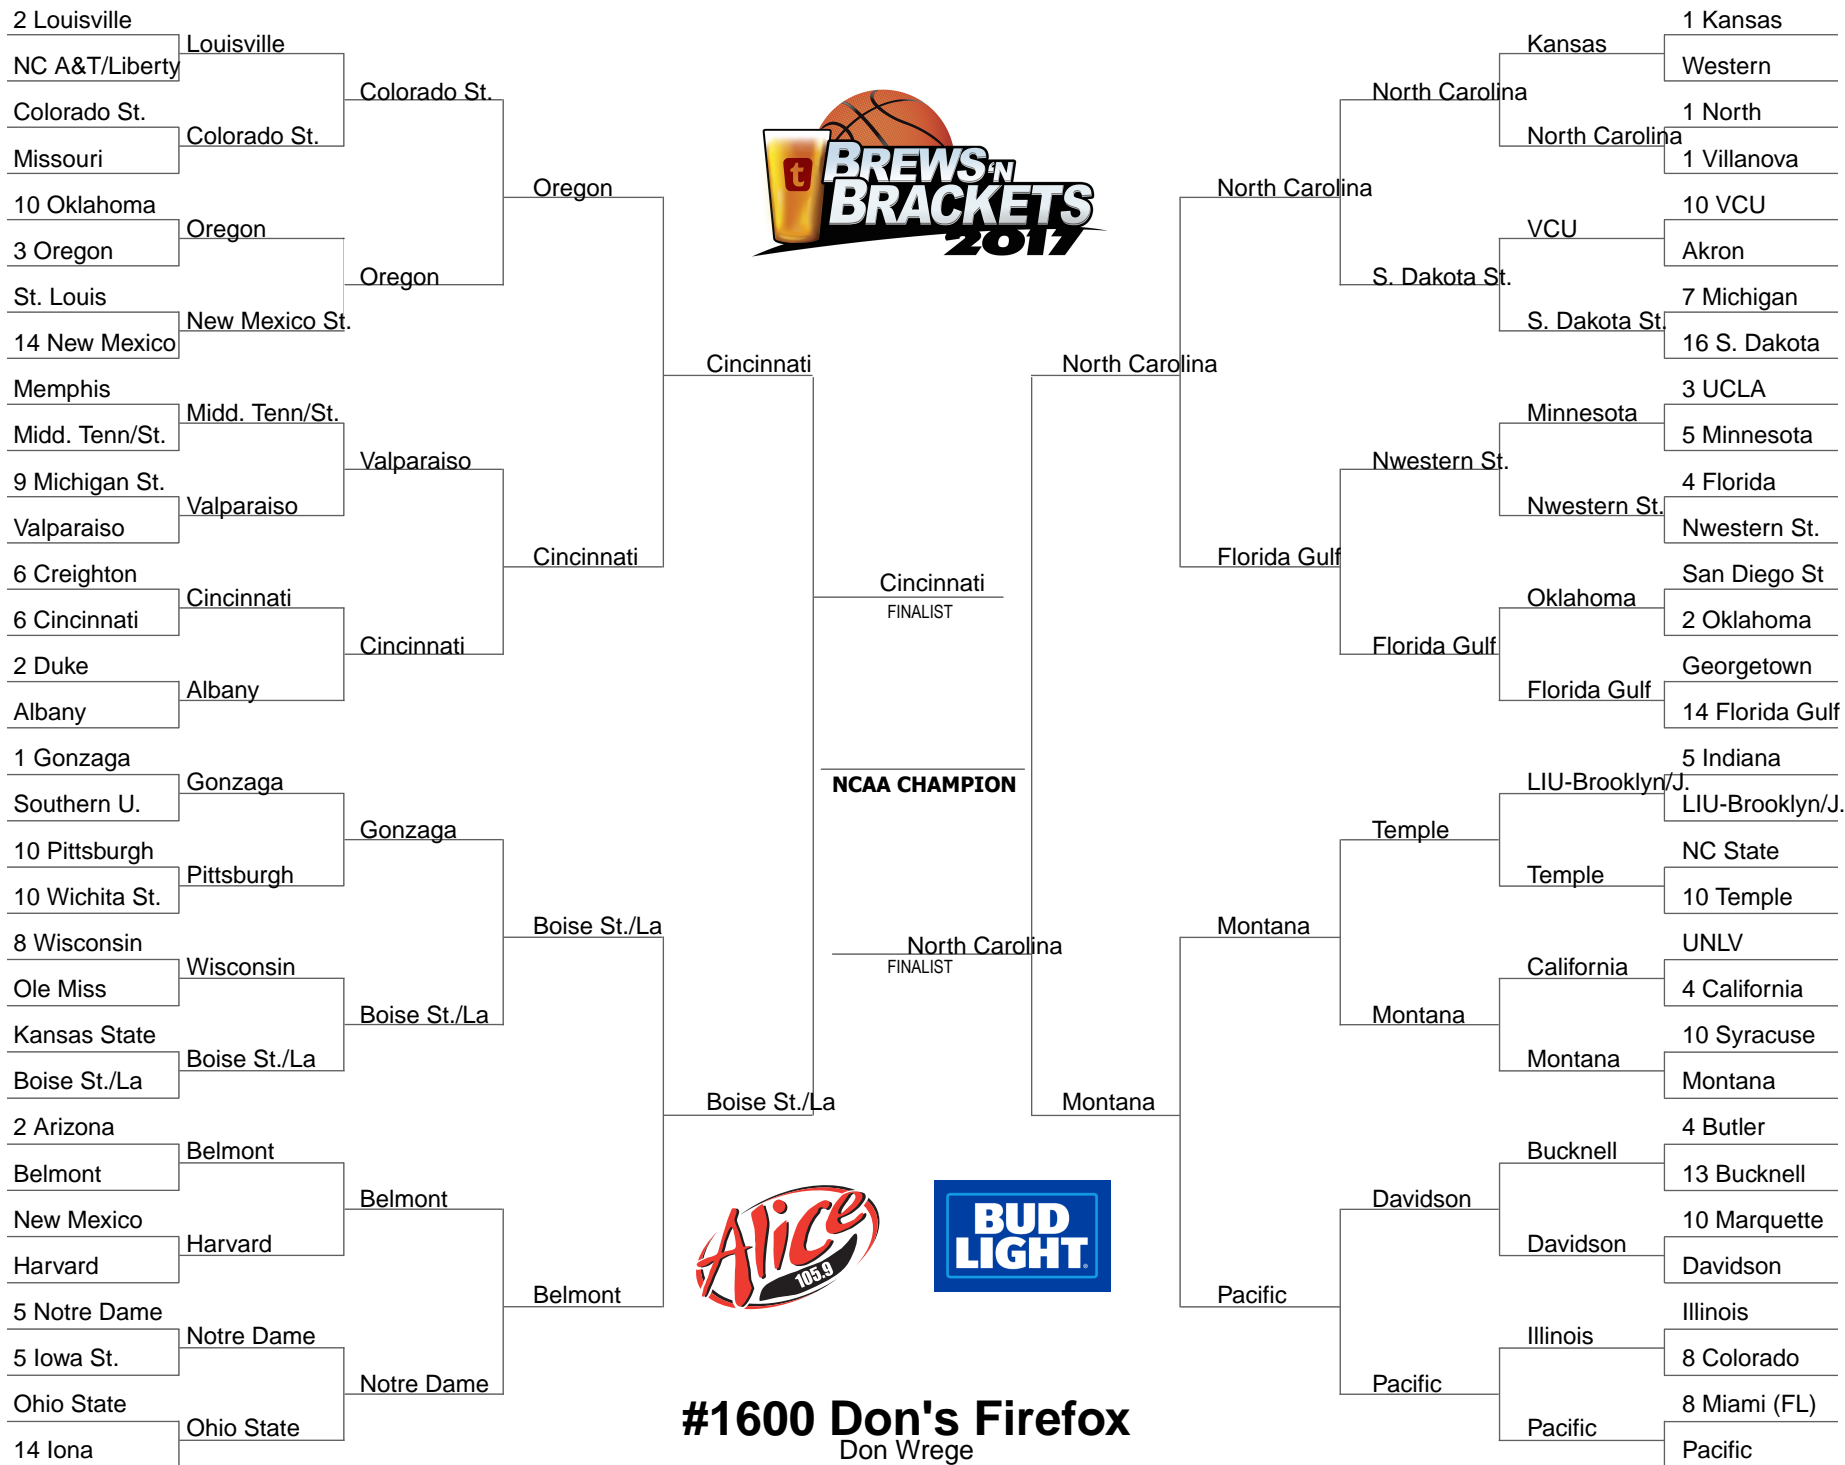 2 Louisville
NC A&T/Liberty
Colorado St.
Missouri
10 Oklahoma
3 Oregon
St. Louis
14 New Mexico
Memphis
Midd. Tenn/St.
9 Michigan St.
Valparaiso
6 Creighton
6 Cincinnati
2 Duke
Albany
1 Gonzaga
Southern U.
10 Pittsburgh
10 Wichita St.
8 Wisconsin
Ole Miss
Kansas State
Boise St./La
2 Arizona
Belmont
New Mexico
Harvard
5 Notre Dame
5 Iowa St.
Ohio State
14 Iona
Louisville
Colorado St.
Oregon
New Mexico St.
Midd. Tenn/St.
Valparaiso
Cincinnati
Albany
Gonzaga
Pittsburgh
Wisconsin
Boise St./La
Belmont
Harvard
Notre Dame
Ohio State
Colorado St.
Oregon
Valparaiso
Cincinnati
Gonzaga
Boise St./La
Belmont
Notre Dame
Oregon
Cincinnati
Boise St./La
Belmont
Cincinnati
Boise St./La
t
BREWS 'N
BRACKETS
2017
Cincinnati
FINALIST
NCAA CHAMPION
North Carolina
FINALIST
Alice
105.9
BUD
LIGHT
#1600 Don's Firefox
Don Wrege
North Carolina
Montana
North Carolina
Florida Gulf
Montana
Pacific
North Carolina
S. Dakota St.
Nwestern St.
Florida Gulf
Temple
Montana
Davidson
Pacific
Kansas
North Carolina
VCU
S. Dakota St.
Minnesota
Nwestern St.
Oklahoma
Florida Gulf
LIU-Brooklyn/J.
Temple
California
Montana
Bucknell
Davidson
Illinois
Pacific
1 Kansas
Western
1 North
1 Villanova
10 VCU
Akron
7 Michigan
16 S. Dakota
3 UCLA
5 Minnesota
4 Florida
Nwestern St.
San Diego St
2 Oklahoma
Georgetown
14 Florida Gulf
5 Indiana
LIU-Brooklyn/J.
NC State
10 Temple
UNLV
4 California
10 Syracuse
Montana
4 Butler
13 Bucknell
10 Marquette
Davidson
Illinois
8 Colorado
8 Miami (FL)
Pacific